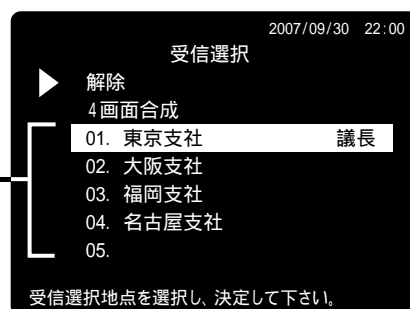 2007/09/30 22:00
受信選択
解除
4画面合成
01. 東京支社 議長
02. 大阪支社
03. 福岡支社
04. 名古屋支社
05.
受信選択地点を選択し、決定して下さい。